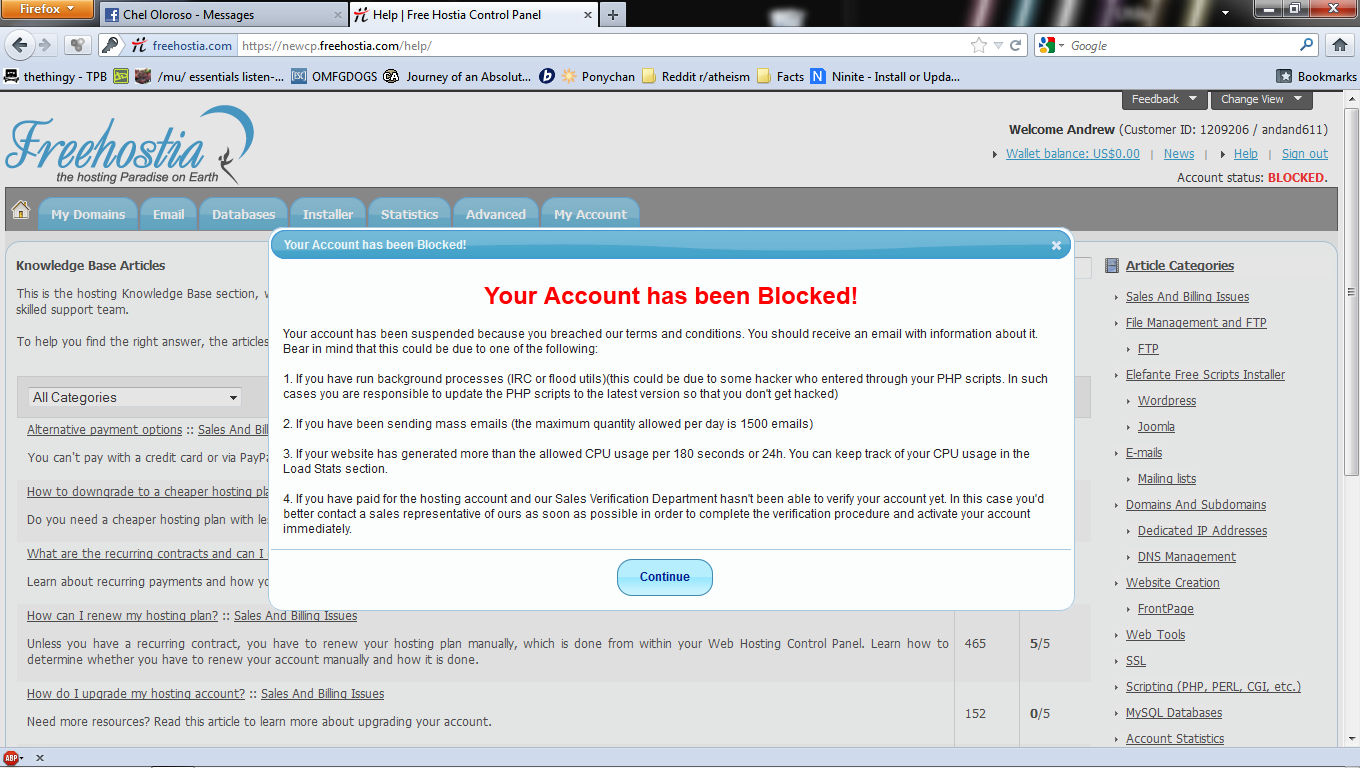 Firefox
Chel Oloroso - Messages
Help | Free Hostia Control Panel
freehostia.com
https://newcp.freehostia.com/help/
Google
thethingy - TPB
/mu/ essentials listen-...
OMFGDOGS
Journey of an Absolut...
Ponychan
Reddit r/atheism
Facts
Ninite - Install or Upda...
Bookmarks
Feedback
Change View
Freehostia
the hosting Paradise on Earth
Welcome Andrew (Customer ID: 1209206 / andand611)
Wallet balance: US$0.00 | News | Help | Sign out
Account status: BLOCKED.
My Domains
Email
Databases
Installer
Statistics
Advanced
My Account
Your Account has been Blocked!
Your Account has been Blocked!
Your account has been suspended because you breached our terms and conditions. You should receive an email with information about it.
Bear in mind that this could be due to one of the following:
1. If you have run background processes (IRC or flood utils)(this could be due to some hacker who entered through your PHP scripts. In such
cases you are responsible to update the PHP scripts to the latest version so that you don't get hacked)
2. If you have been sending mass emails (the maximum quantity allowed per day is 1500 emails)
3. If your website has generated more than the allowed CPU usage per 180 seconds or 24h. You can keep track of your CPU usage in the
Load Stats section.
4. If you have paid for the hosting account and our Sales Verification Department hasn't been able to verify your account yet. In this case you'd
better contact a sales representative of ours as soon as possible in order to complete the verification procedure and activate your account
immediately.
Continue
Knowledge Base Articles
This is the hosting Knowledge Base section,
skilled support team.
To help you find the right answer, the articles
All Categories
Alternative payment options :: Sales And Bil
You can't pay with a credit card or via PayPa
How to downgrade to a cheaper hosting pla
Do you need a cheaper hosting plan with les
What are the recurring contracts and can I
Learn about recurring payments and how yo
How can I renew my hosting plan? :: Sales And Billing Issues
Unless you have a recurring contract, you have to renew your hosting plan manually, which is done from within your Web Hosting Control Panel. Learn how to
determine whether you have to renew your account manually and how it is done.
465
5/5
How do I upgrade my hosting account? :: Sales And Billing Issues
Need more resources? Read this article to learn more about upgrading your account.
152
0/5
Article Categories
Sales And Billing Issues
File Management and FTP
FTP
Elefante Free Scripts Installer
Wordpress
Joomla
E-mails
Mailing lists
Domains And Subdomains
Dedicated IP Addresses
DNS Management
Website Creation
FrontPage
Web Tools
SSL
Scripting (PHP, PERL, CGI, etc.)
MySQL Databases
Account Statistics
ABP